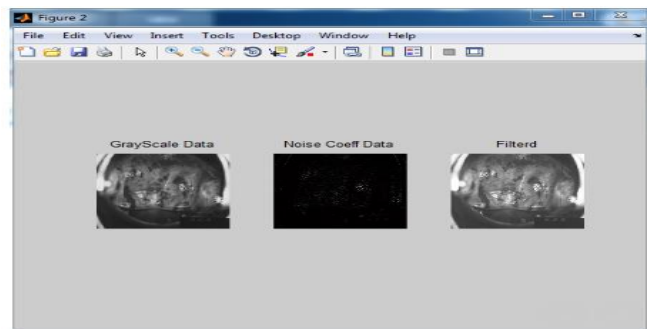 Figure 2
File Edit View Insert Tools Desktop Window Help
GrayScale Data Noise Coeff Data Filterd